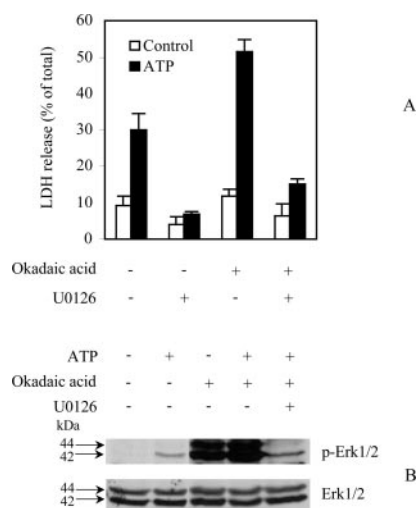 60
50
40
30
20
10
0
LDH release (% of total)
Control
ATP
A
Okadaic acid - - + +
U0126 - + - +
ATP - + - + +
Okadaic acid - - + + +
U0126 - - - - +
kDa
44
42
p-Erk1/2
44
42
Erk1/2
B